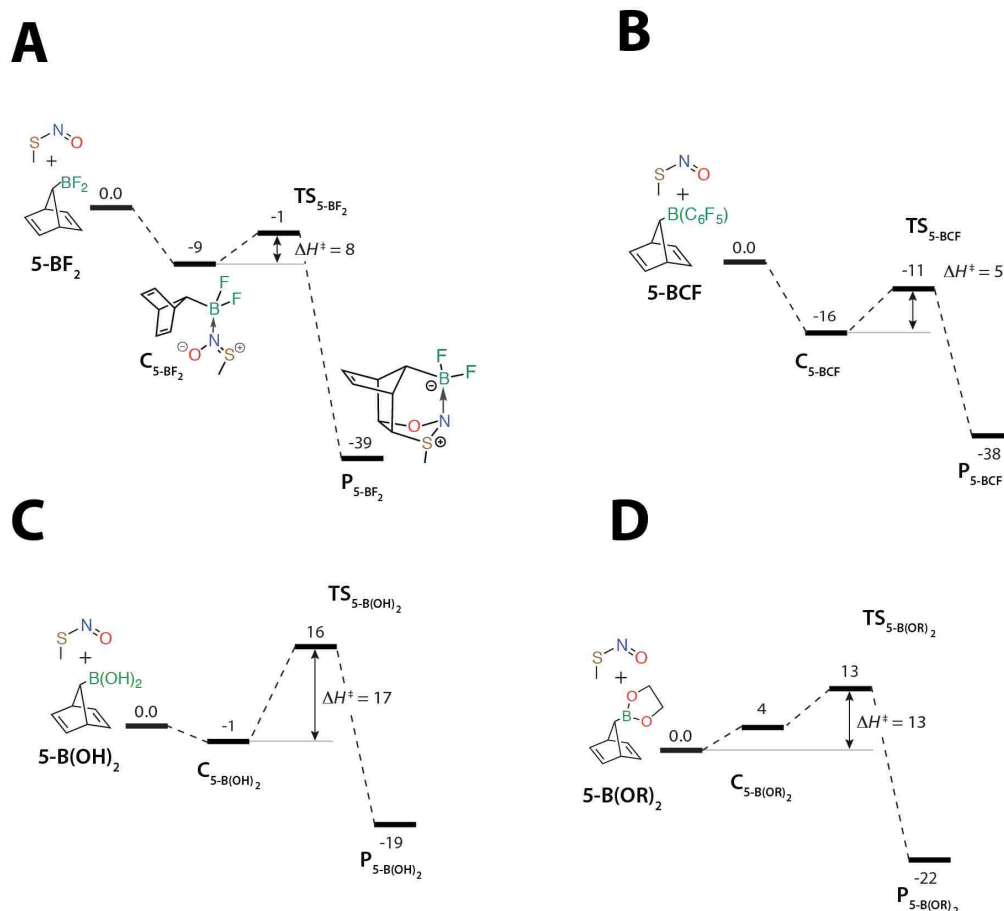 A
S
N
O
+
BF₂
5-BF₂
0.0
-9
C₅₋BF₂
TS₅₋BF₂
-1
ΔH‡ = 8
F
F
B
⊖
O
N
S
⊕
-39
P₅₋BF₂
F
F
B
⊖
O
N
S
⊕
B
S
N
O
+
B(C₆F₅)
5-BCF
0.0
-16
C₅₋BCF
TS₅₋BCF
-11
ΔH‡ = 5
-38
P₅₋BCF
C
S
N
O
+
B(OH)₂
5-B(OH)₂
0.0
-1
C₅₋B(OH)₂
TS₅₋B(OH)₂
16
ΔH‡ = 17
-19
P₅₋B(OH)₂
D
S
N
O
+
O
B
O
5-B(OR)₂
0.0
4
C₅₋B(OR)₂
TS₅₋B(OR)₂
13
ΔH‡ = 13
-22
P₅₋B(OR)₂